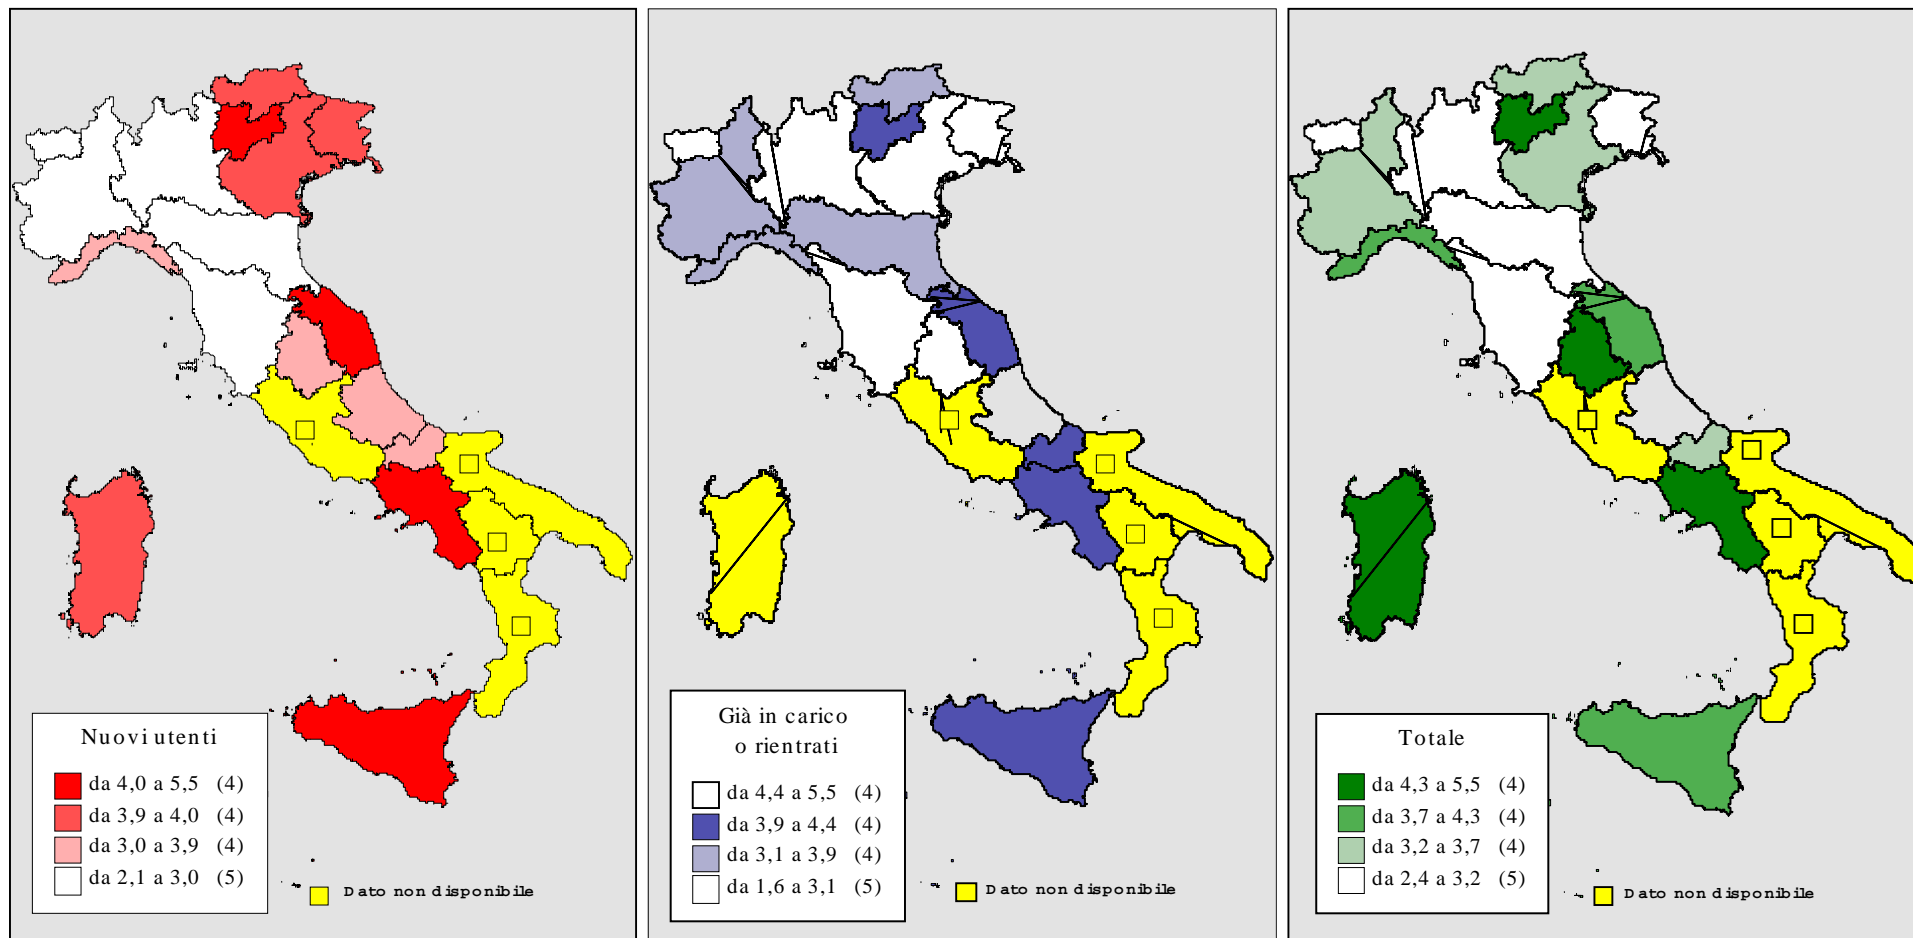 Nuovi utenti
da 4,0 a 5,5 (4)
da 3,9 a 4,0 (4)
da 3,0 a 3,9 (4)
da 2,1 a 3,0 (5)
Dato non disponibile
Già in carico
o rientrati
da 4,4 a 5,5 (4)
da 3,9 a 4,4 (4)
da 3,1 a 3,9 (4)
da 1,6 a 3,1 (5)
Dato non disponibile
Totale
da 4,3 a 5,5 (4)
da 3,7 a 4,3 (4)
da 3,2 a 3,7 (4)
da 2,4 a 3,2 (5)
Dato non disponibile